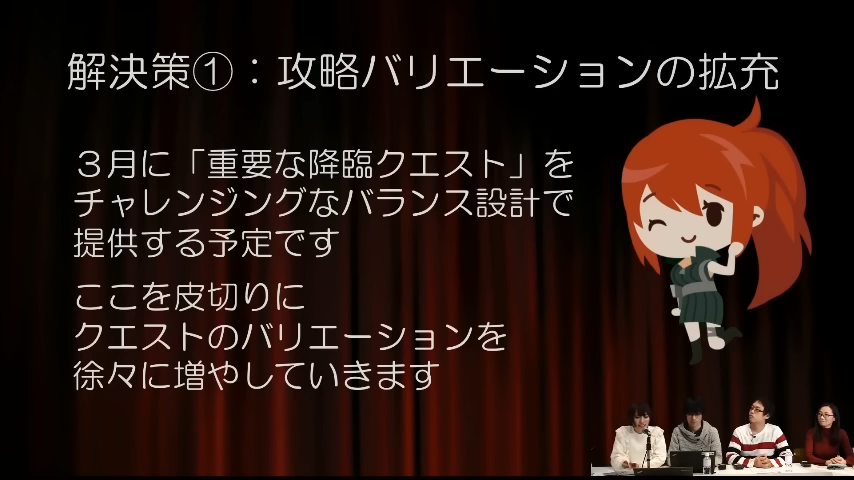 解決策①：攻略バリエーションの拡充
３月に「重要な降臨クエスト」を
チャレンジングなバランス設計で
提供する予定です
ここを皮切りに
クエストのバリエーションを
徐々に増やしていきます